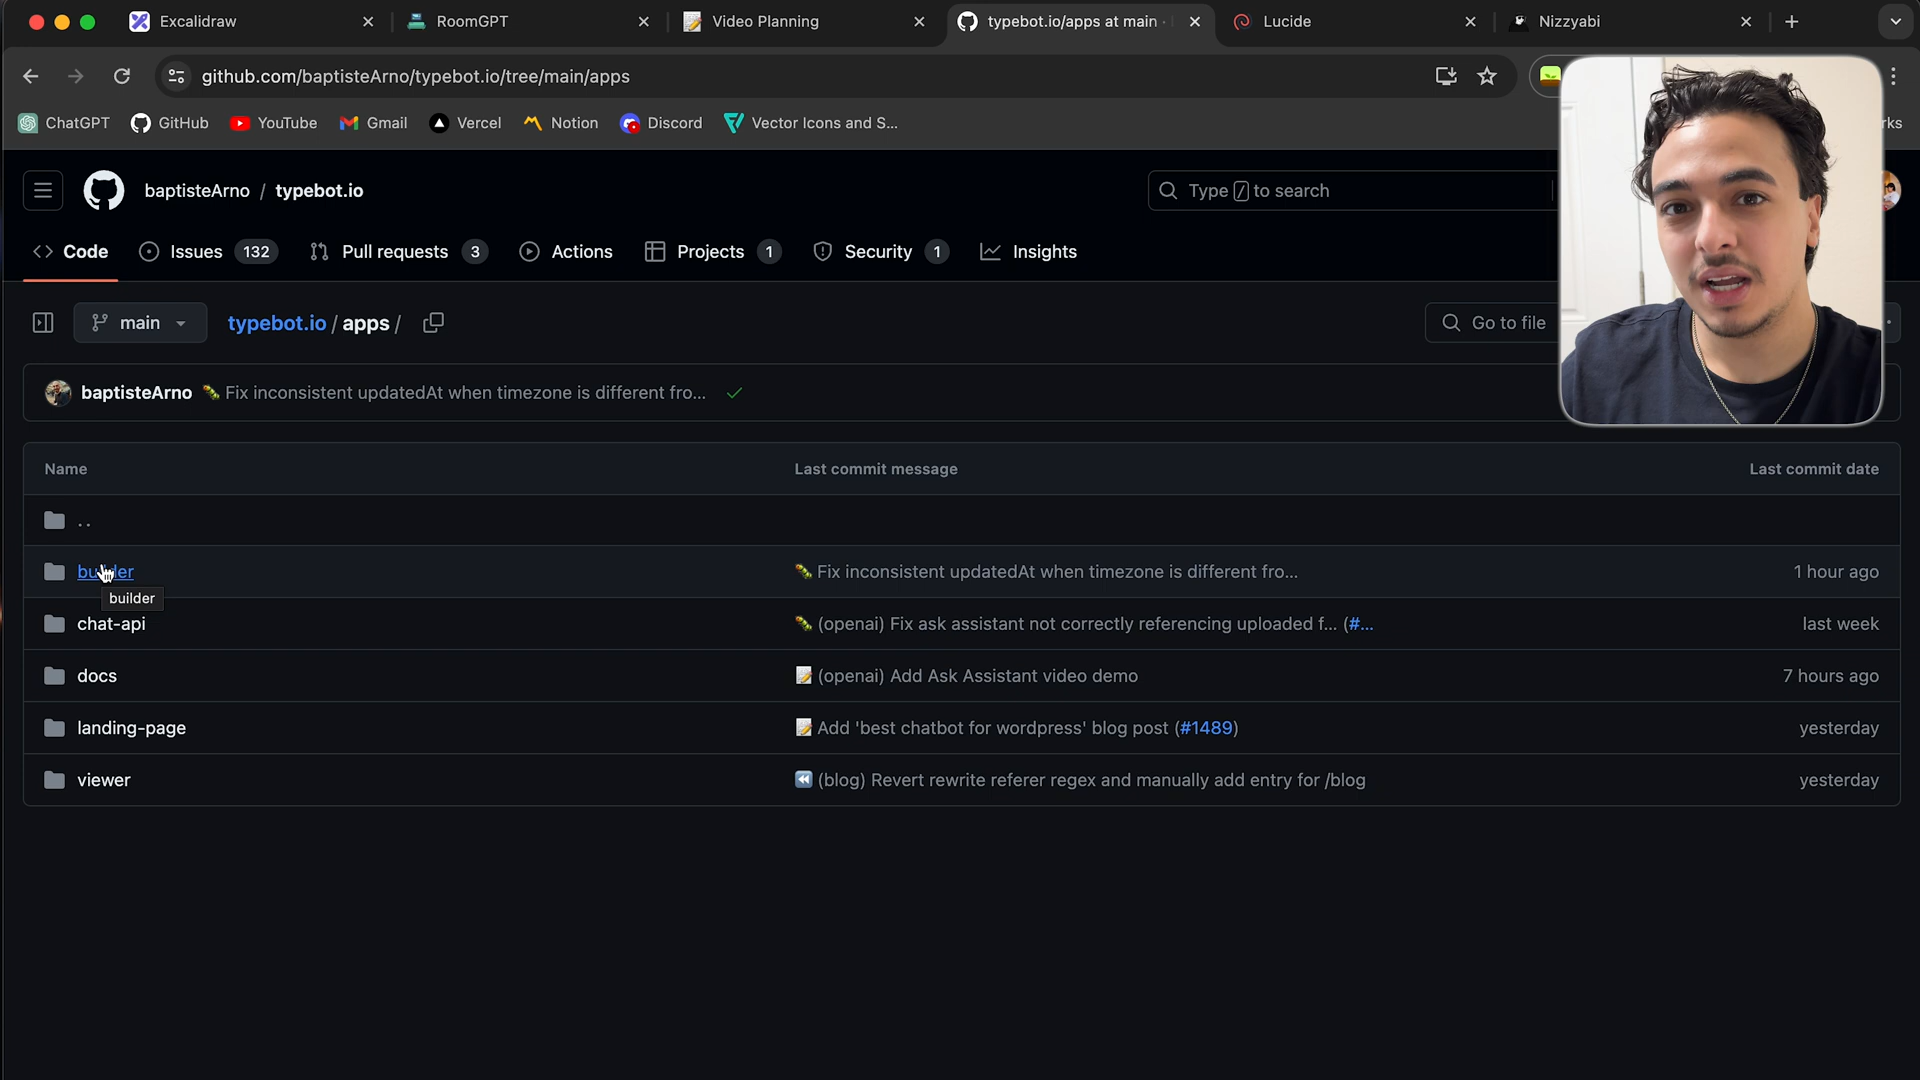 Excalidraw
RoomGPT
Video Planning
typebot.io/apps at main ·
Lucide
Nizzyabi
github.com/baptisteArno/typebot.io/tree/main/apps
ChatGPT
GitHub
YouTube
Gmail
Vercel
Notion
Discord
Vector Icons and S...
rks
baptisteArno / typebot.io
Type / to search
Code
Issues 132
Pull requests 3
Actions
Projects 1
Security 1
Insights
main
typebot.io / apps /
Go to file
baptisteArno Fix inconsistent updatedAt when timezone is different fro...
Name Last commit message Last commit date
..
builder Fix inconsistent updatedAt when timezone is different fro... 1 hour ago
builder
chat-api (openai) Fix ask assistant not correctly referencing uploaded f... (#... last week
docs (openai) Add Ask Assistant video demo 7 hours ago
landing-page Add 'best chatbot for wordpress' blog post (#1489) yesterday
viewer (blog) Revert rewrite referer regex and manually add entry for /blog yesterday